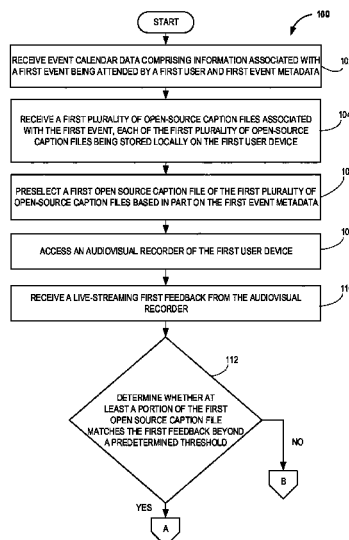 START
100
RECEIVE EVENT CALENDAR DATA COMPRISING INFORMATION ASSOCIATED WITH
A FIRST EVENT BEING ATTENDED BY A FIRST USER AND FIRST EVENT METADATA
10
RECEIVE A FIRST PLURALITY OF OPEN-SOURCE CAPTION FILES ASSOCIATED
WITH THE FIRST EVENT, EACH OF THE FIRST PLURALITY OF OPEN-SOURCE
CAPTION FILES BEING STORED LOCALLY ON THE FIRST USER DEVICE
104
PRESELECT A FIRST OPEN SOURCE CAPTION FILE OF THE FIRST PLURALITY OF
OPEN-SOURCE CAPTION FILES BASED IN PART ON THE FIRST EVENT METADATA
10
ACCESS AN AUDIOVISUAL RECORDER OF THE FIRST USER DEVICE
10
RECEIVE A LIVE-STREAMING FIRST FEEDBACK FROM THE AUDIOVISUAL
RECORDER
11
112
DETERMINE WHETHER AT
LEAST A PORTION OF THE FIRST
OPEN SOURCE CAPTION FILE
MATCHES THE FIRST FEEDBACK BEYOND
A PREDETERMINED THRESHOLD
NO
B
YES
A